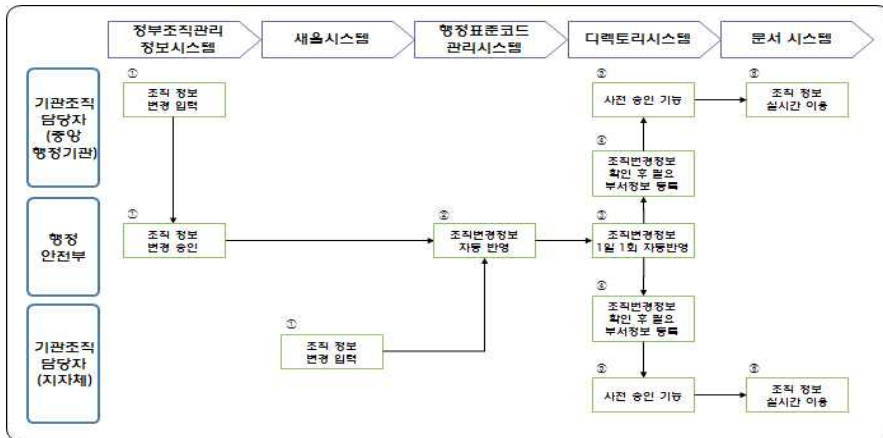 정부조직관리
정보시스템
새올시스템
행정표준코드
관리시스템
디렉토리시스템
문서 시스템
기관조직
담당자
(중앙
행정기관)
①
조직 정보
변경 입력
⑤
사전 승인 기능
⑥
조직 정보
실시간 이용
④
조직변경정보
확인 후 필요
부서정보 등록
행정
안전부
①
조직 정보
변경 승인
②
조직변경정보
자동 반영
③
조직변경정보
1일 1회 자동반영
④
조직변경정보
확인 후 필요
부서정보 등록
기관조직
담당자
(지자체)
①
조직 정보
변경 입력
⑤
사전 승인 기능
⑥
조직 정보
실시간 이용